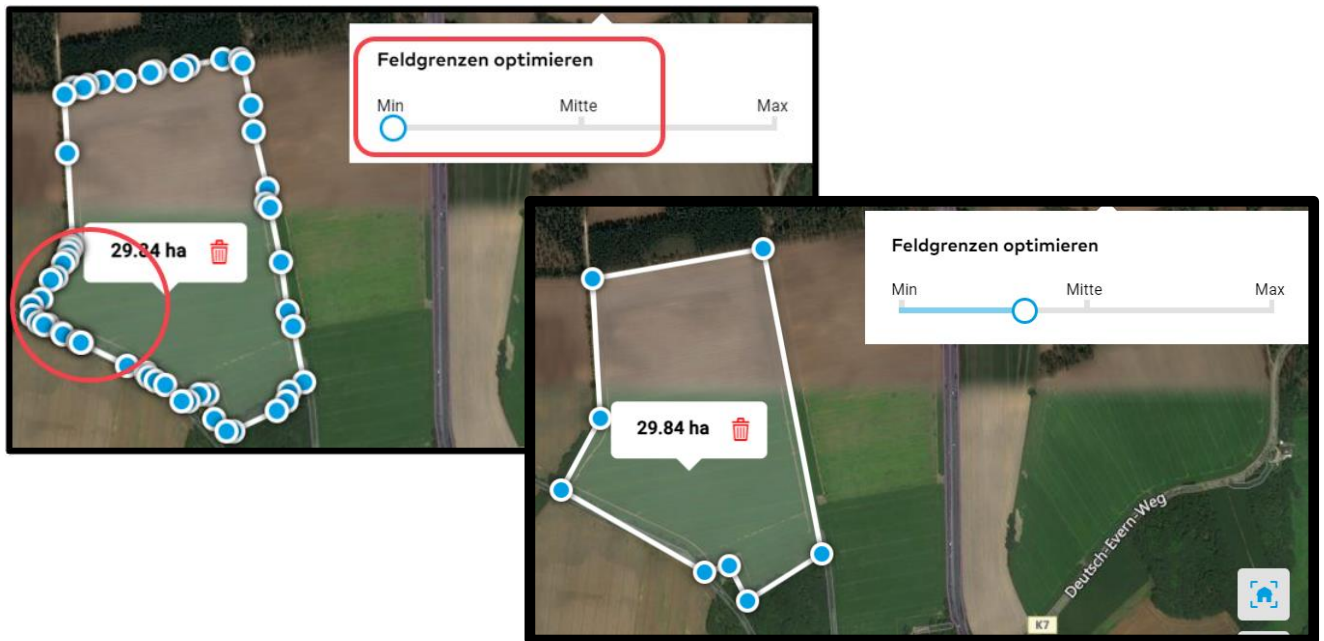 Feldgrenzen optimieren
Min Mitte Max
29.84 ha
Feldgrenzen optimieren
Min Mitte Max
29.84 ha
Deutsch-Evern-Weg
K7